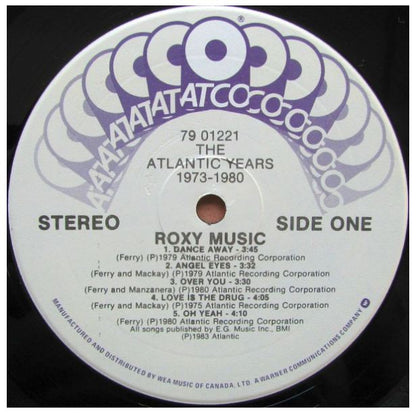 ®
ATATATATATCOCOCOCOCO
79 01221
THE
ATLANTIC YEARS
1973-1980
STEREO
SIDE ONE
ROXY MUSIC
1. DANCE AWAY - 3:45
(Ferry) (P)1979 Atlantic Recording Corporation
2. ANGEL EYES - 3:32
(Ferry and Mackay) (P)1979 Atlantic Recording Corporation
3. OVER YOU - 3:30
(Ferry and Manzanera) (P)1980 Atlantic Recording Corporation
4. LOVE IS THE DRUG - 4:05
(Ferry and Mackay) (P)1975 Atlantic Recording Corporation
5. OH YEAH - 4:10
(Ferry) (P)1980 Atlantic Recording Corporation
All songs published by E.G. Music Inc., BMI
(P)1983 Atlantic
MANUFACTURED AND DISTRIBUTED BY WEA MUSIC OF CANADA, LTD. A WARNER COMMUNICATIONS COMPANY